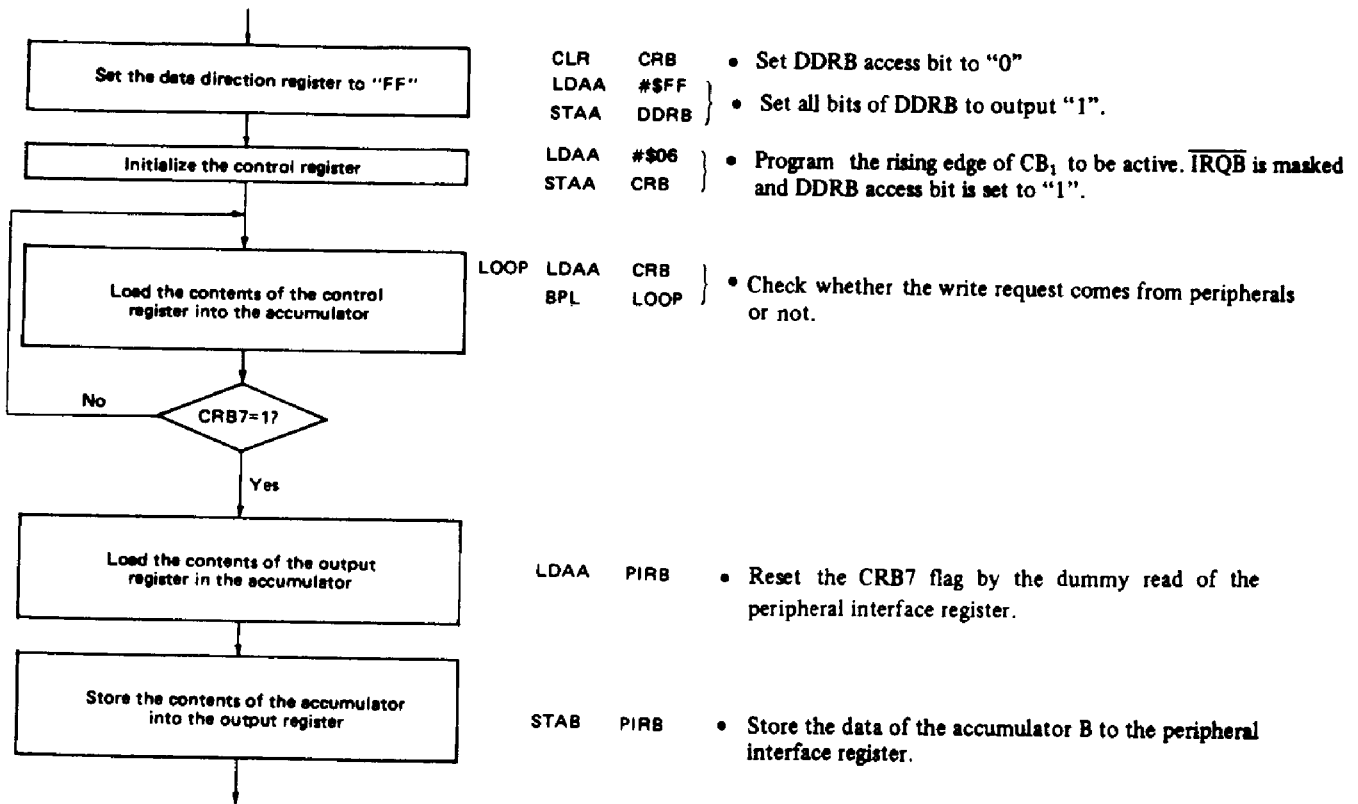 Set the data direction register to "FF"
CLR CRB • Set DDRB access bit to "0"
LDAA #$FF
STAA DDRB • Set all bits of DDRB to output "1".
Initialize the control register
LDAA #$06 • Program the rising edge of CB₁ to be active. IRQB is masked
STAA CRB and DDRB access bit is set to "1".
Load the contents of the control
register into the accumulator
LOOP LDAA CRB • Check whether the write request comes from peripherals
BPL LOOP or not.
No
CRB7=1?
Yes
Load the contents of the output
register in the accumulator
LDAA PIRB • Reset the CRB7 flag by the dummy read of the
peripheral interface register.
Store the contents of the accumulator
into the output register
STAB PIRB • Store the data of the accumulator B to the peripheral
interface register.